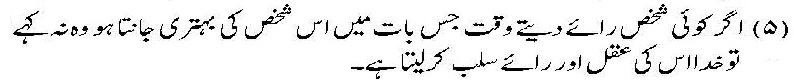 (۵) اگر کوئی شخص رائے دیتے وقت جس بات میں اس شخص کی بہتری جانتا ہو وہ نہ کہے
تو خدا اس کی عقل اور رائے سلب کر لیتا ہے۔